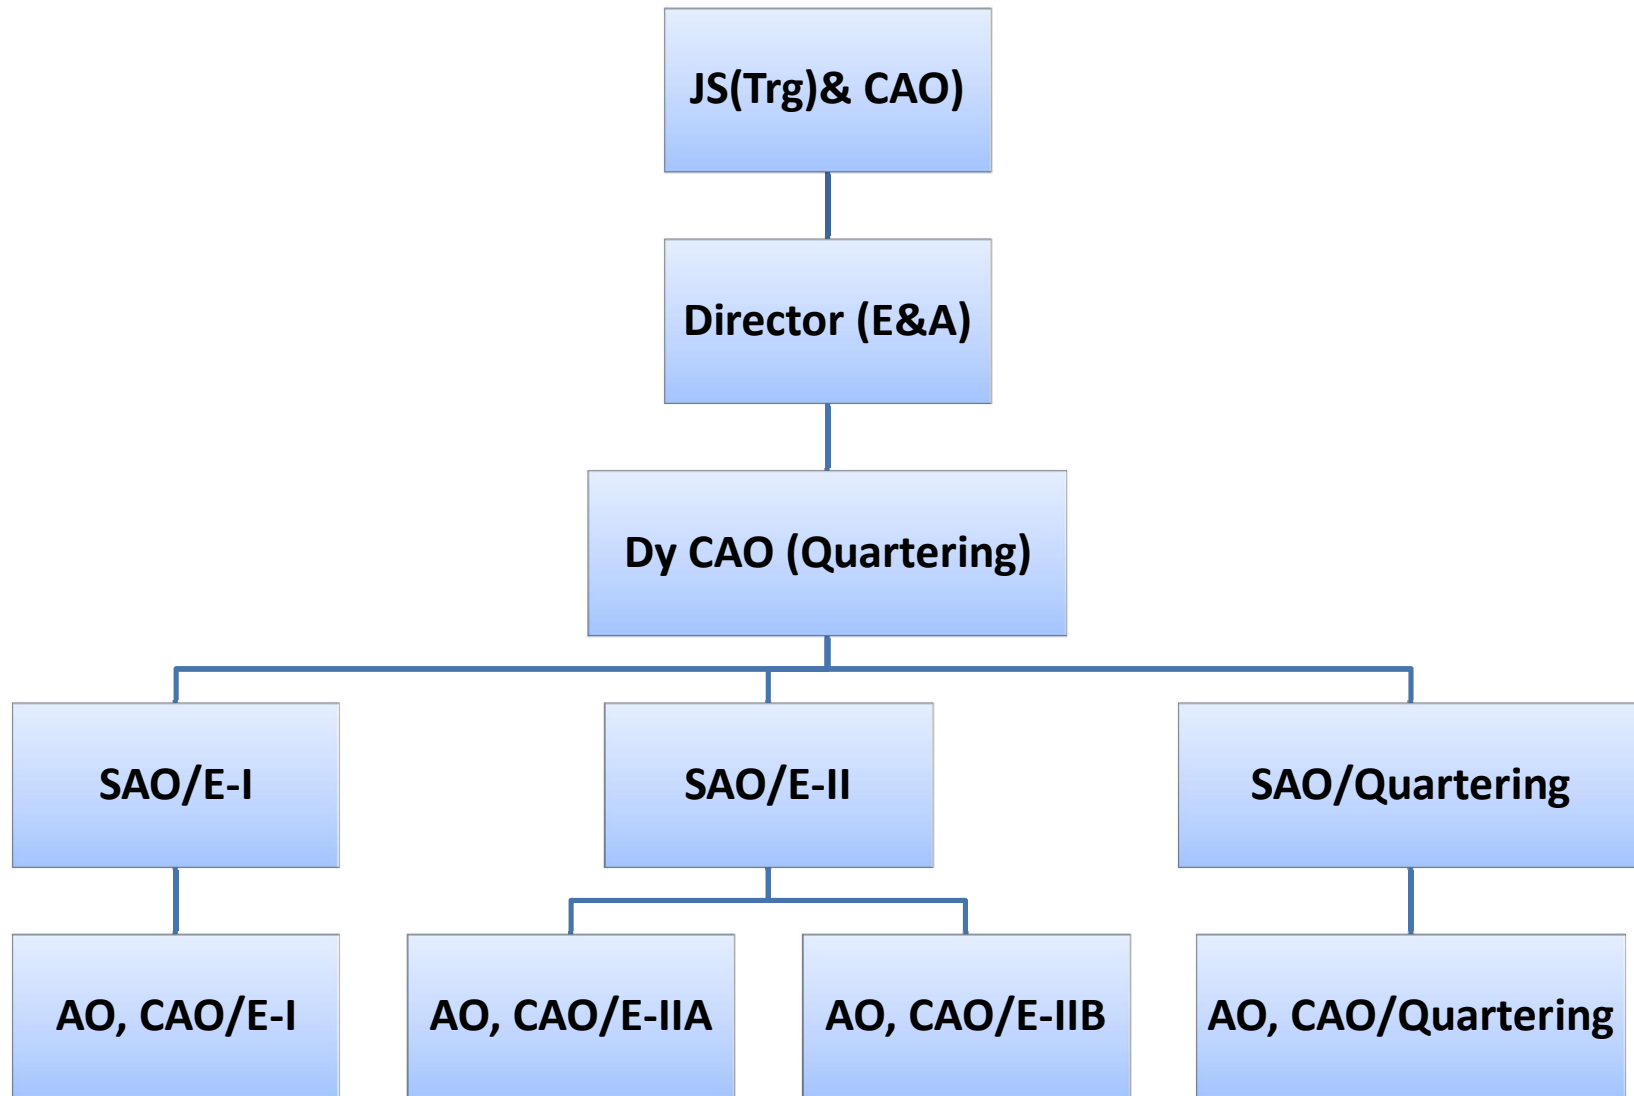 JS(Trg)& CAO)
Director (E&A)
Dy CAO (Quartering)
SAO/E-I
SAO/E-II
SAO/Quartering
AO, CAO/E-I
AO, CAO/E-IIA
AO, CAO/E-IIB
AO, CAO/Quartering